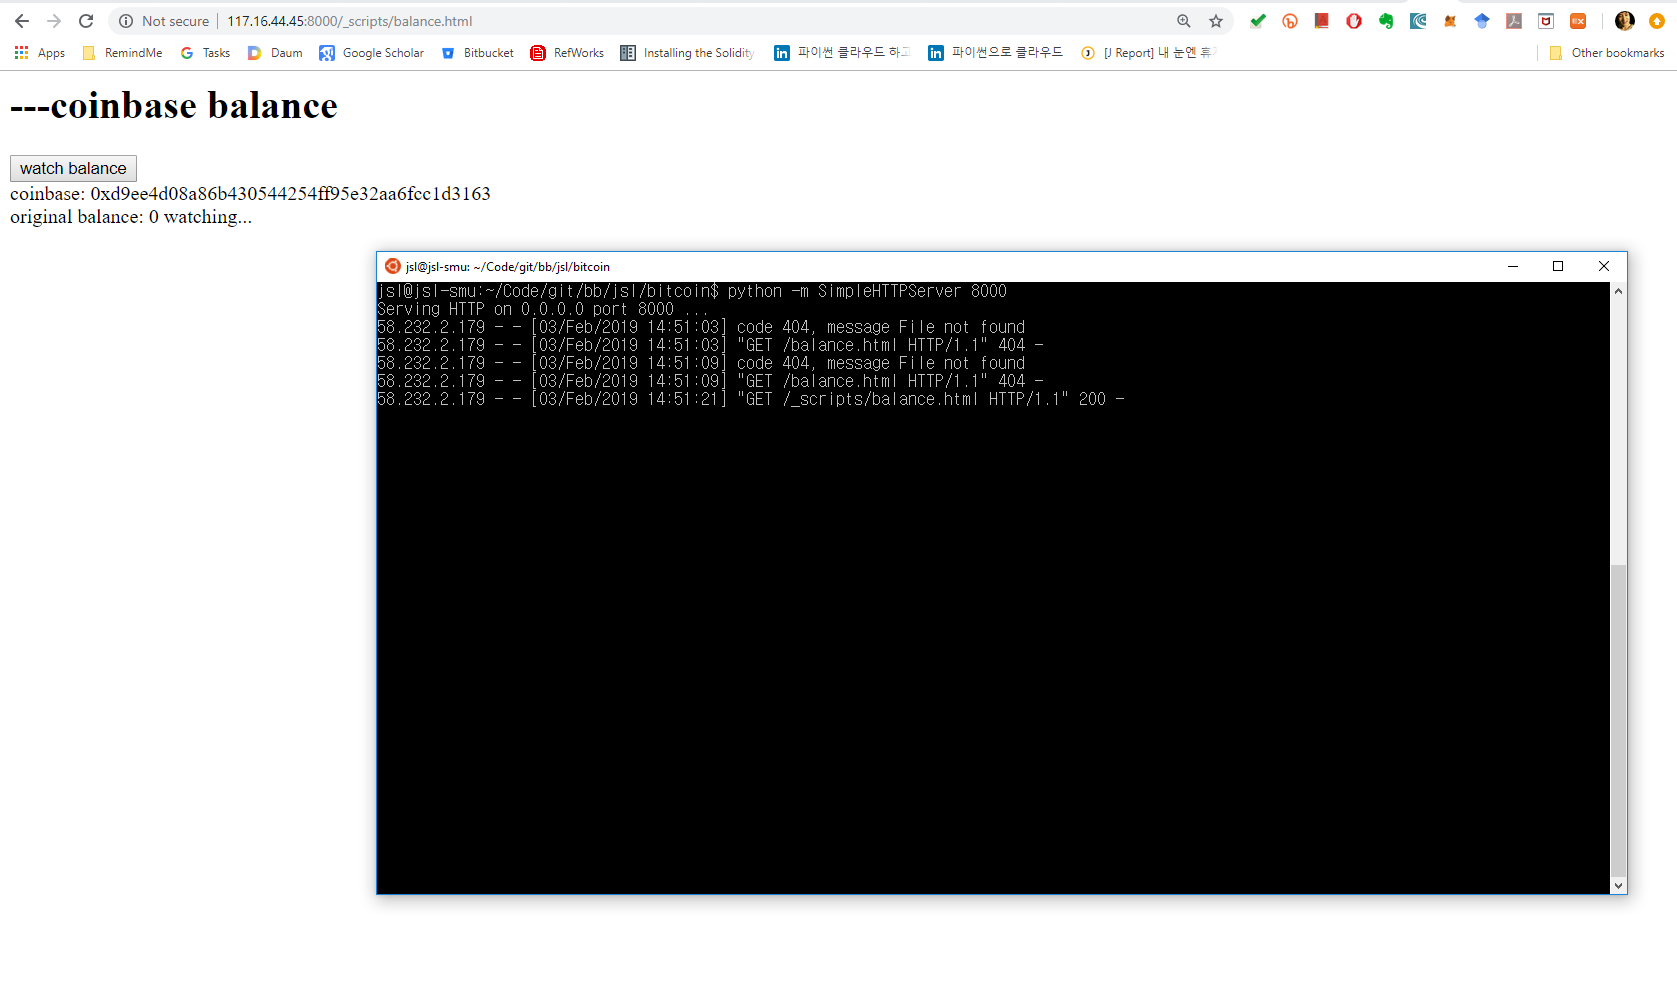 Not secure | 117.16.44.45:8000/_scripts/balance.html
Apps RemindMe Tasks Daum Google Scholar Bitbucket RefWorks Installing the Solidity 파이썬 클라우드 하고 파이썬으로 클라우드 [J Report] 내 눈엔 휴 Other bookmarks
---coinbase balance
watch balance
coinbase: 0xd9ee4d08a86b430544254ff95e32aa6fcc1d3163
original balance: 0 watching...
jsl@jsl-smu: ~/Code/git/bb/jsl/bitcoin
jsl@jsl-smu:~/Code/git/bb/jsl/bitcoin$ python -m SimpleHTTPServer 8000
Serving HTTP on 0.0.0.0 port 8000 ...
58.232.2.179 - - [03/Feb/2019 14:51:03] code 404, message File not found
58.232.2.179 - - [03/Feb/2019 14:51:03] "GET /balance.html HTTP/1.1" 404 -
58.232.2.179 - - [03/Feb/2019 14:51:09] code 404, message File not found
58.232.2.179 - - [03/Feb/2019 14:51:09] "GET /balance.html HTTP/1.1" 404 -
58.232.2.179 - - [03/Feb/2019 14:51:21] "GET /_scripts/balance.html HTTP/1.1" 200 -